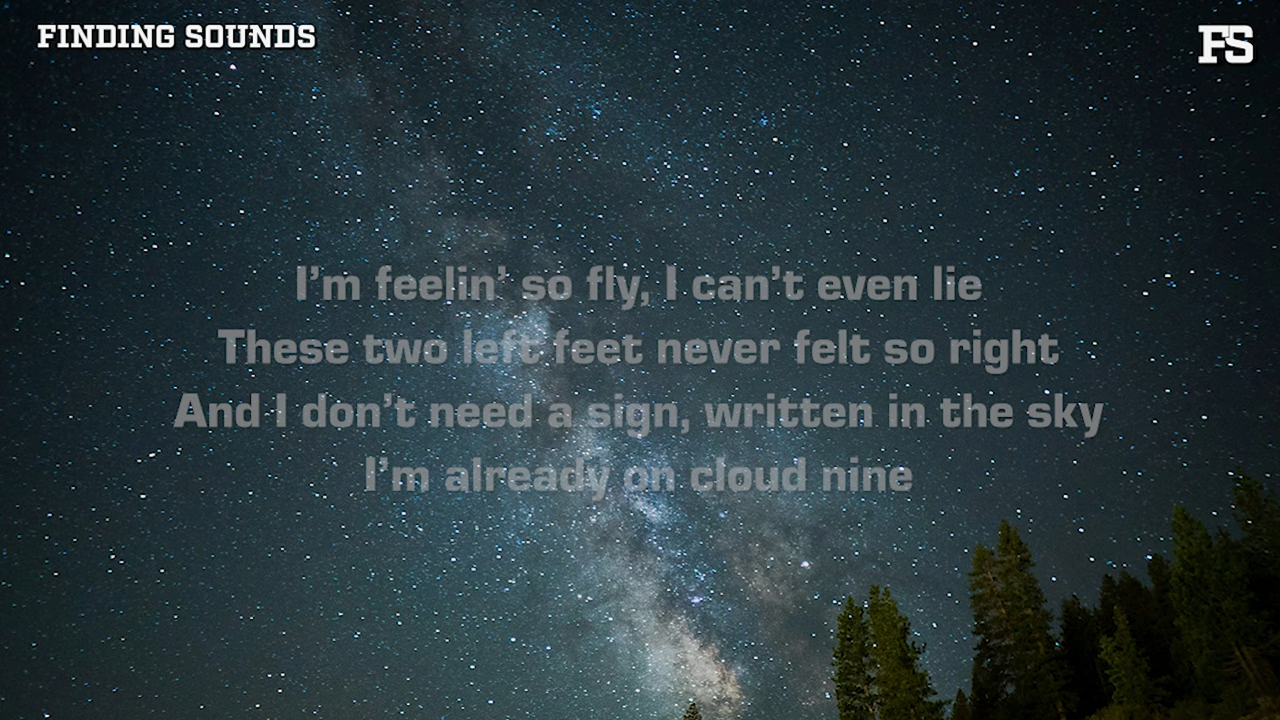 FINDING SOUNDS
FS
I'm feelin' so fly, I can't even lie
These two left feet never felt so right
And I don't need a sign, written in the sky
I'm already on cloud nine